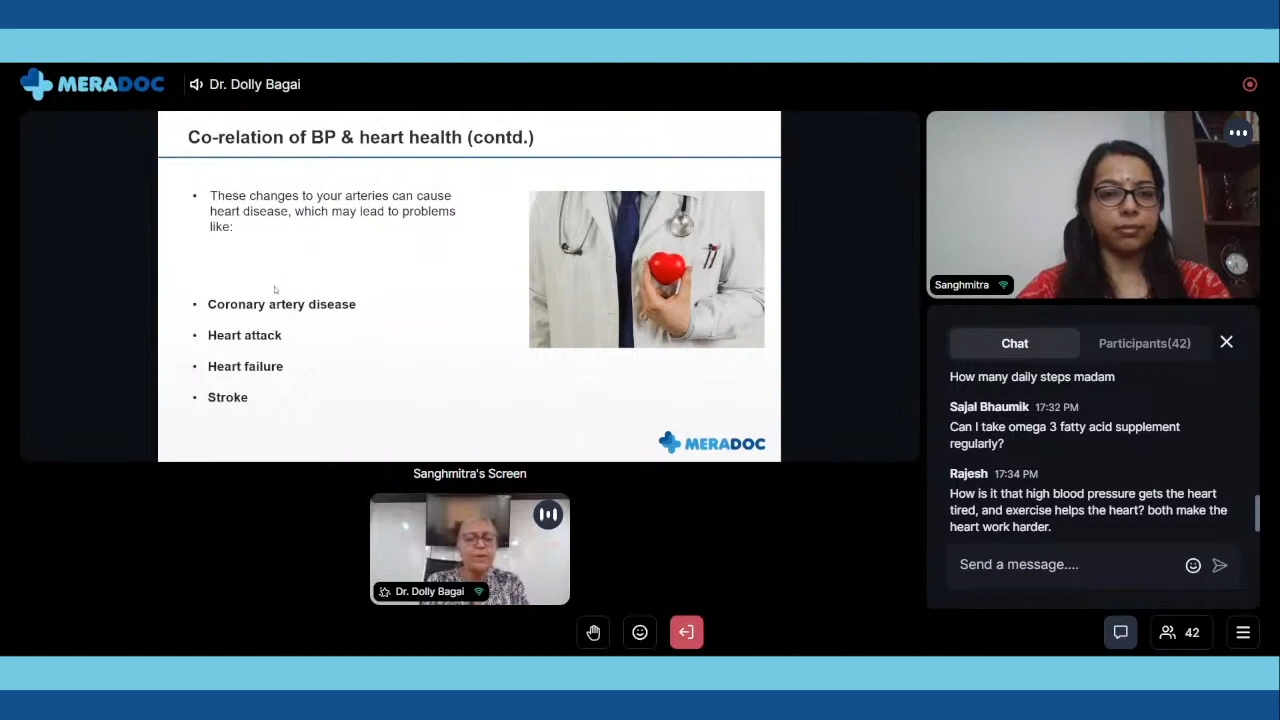 MERADOC
Dr. Dolly Bagai
Co-relation of BP & heart health (contd.)
• These changes to your arteries can cause
heart disease, which may lead to problems
like:
• Coronary artery disease
• Heart attack
• Heart failure
• Stroke
MERADOC
Sanghmitra's Screen
Dr. Dolly Bagai
Sanghmitra
Chat
Participants(42)
How many daily steps madam
Sajal Bhaumik 17:32 PM
Can I take omega 3 fatty acid supplement
regularly?
Rajesh 17:34 PM
How is it that high blood pressure gets the heart
tired, and exercise helps the heart? both make the
heart work harder.
Send a message....
42